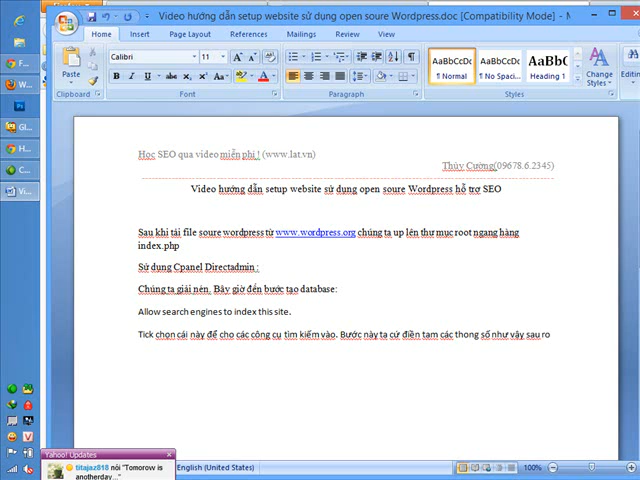 Video hướng dẫn setup website sử dụng open soure Wordpress.doc [Compatibility Mode] - M
Home Insert Page Layout References Mailings Review View
Calibri 11
Paste
Clipboard Font Paragraph Styles
AaBbCcDc AaBbCcDc AaBbC
¶ Normal ¶ No Spaci... Heading 1
Change Styles
Editin
Học SEO qua video miễn phí ! (www.lat.vn)
Thùy Cường(09678.6.2345)
Video hướng dẫn setup website sử dụng open soure Wordpress hỗ trợ SEO
Sau khi tải file soure wordpress từ www.wordpress.org chúng ta up lên thư mục root ngang hàng
index.php
Sử dụng Cpanel Directadmin :
Chúng ta giải nén. Bây giờ đến bước tạo database:
Allow search engines to index this site.
Tick chọn cái này để cho các công cụ tìm kiếm vào. Bước này ta cứ điền tam các thong số như vậy sau ro
F...
W...
Gl...
H...
C...
Vi...
Yahoo! Updates
titajaz818 nói "Tomorow is
anotherday..."
English (United States)
100%